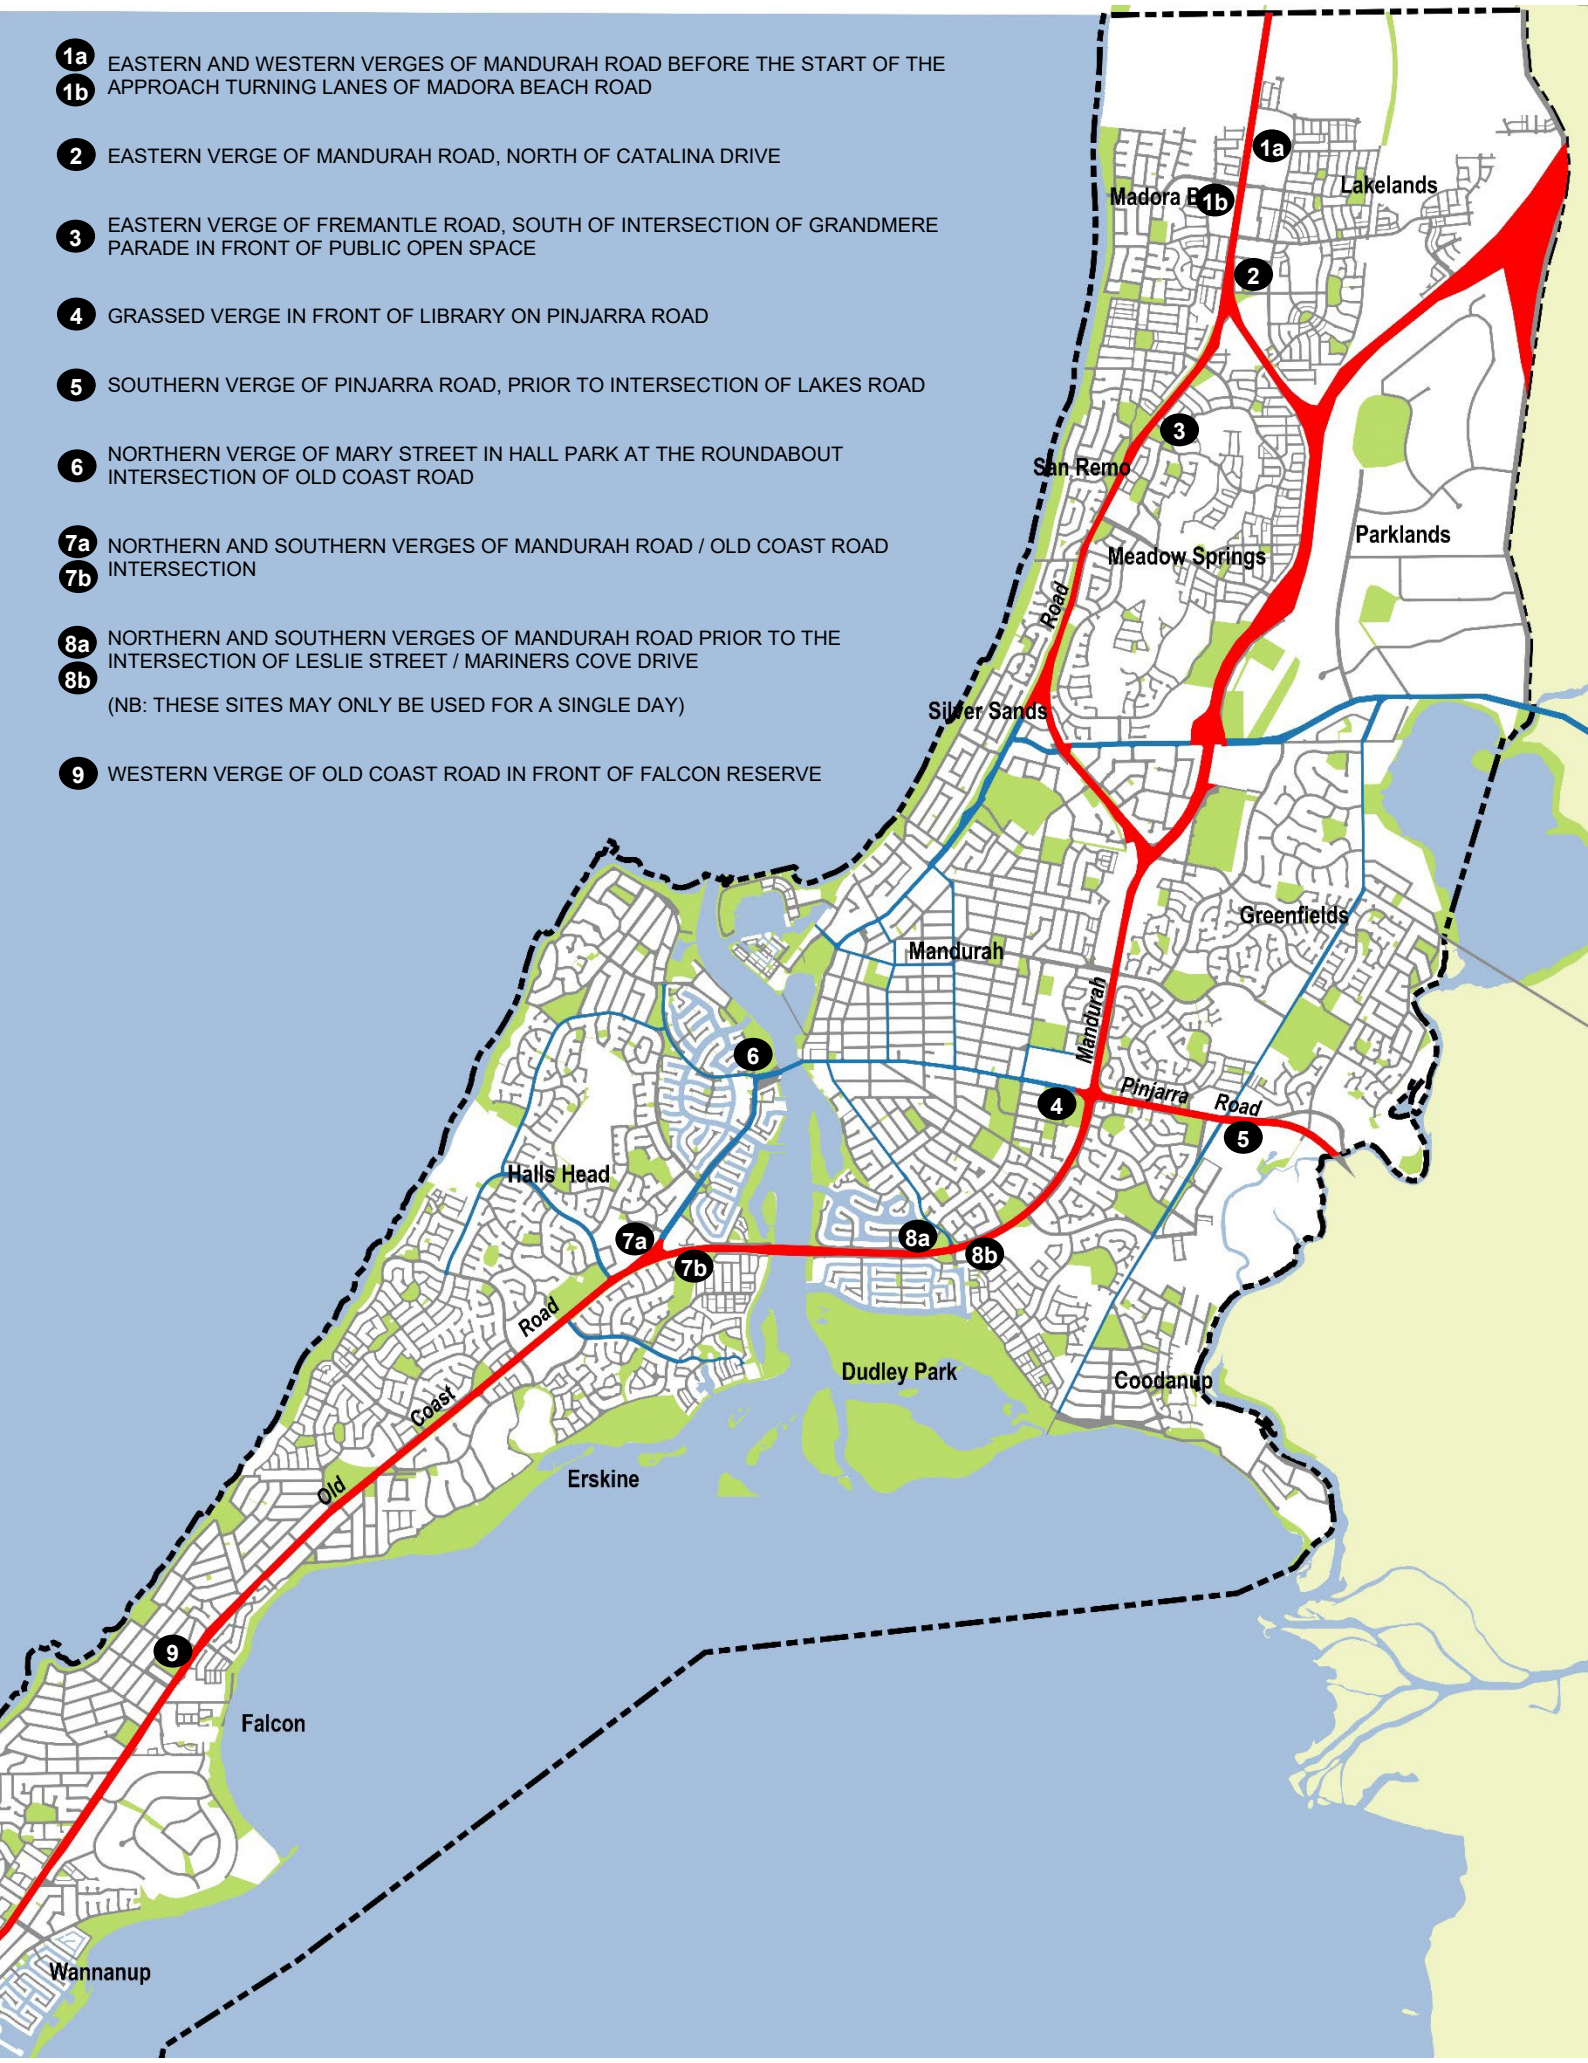 1a
EASTERN AND WESTERN VERGES OF MANDURAH ROAD BEFORE THE START OF THE
1b
APPROACH TURNING LANES OF MADORA BEACH ROAD
2
EASTERN VERGE OF MANDURAH ROAD, NORTH OF CATALINA DRIVE
3
EASTERN VERGE OF FREMANTLE ROAD, SOUTH OF INTERSECTION OF GRANDMERE
PARADE IN FRONT OF PUBLIC OPEN SPACE
4
GRASSED VERGE IN FRONT OF LIBRARY ON PINJARRA ROAD
5
SOUTHERN VERGE OF PINJARRA ROAD, PRIOR TO INTERSECTION OF LAKES ROAD
6
NORTHERN VERGE OF MARY STREET IN HALL PARK AT THE ROUNDABOUT
INTERSECTION OF OLD COAST ROAD
7a
NORTHERN AND SOUTHERN VERGES OF MANDURAH ROAD / OLD COAST ROAD
7b
INTERSECTION
8a
NORTHERN AND SOUTHERN VERGES OF MANDURAH ROAD PRIOR TO THE
INTERSECTION OF LESLIE STREET / MARINERS COVE DRIVE
8b
(NB: THESE SITES MAY ONLY BE USED FOR A SINGLE DAY)
9
WESTERN VERGE OF OLD COAST ROAD IN FRONT OF FALCON RESERVE
1a
Lakelands
Madora B
1b
2
3
San Remo
Parklands
Meadow Springs
Road
Silver Sands
Greenfields
Mandurah
Mandurah
6
Pinjarra Road
4
5
Halls Head
7a
8a
8b
7b
Road
Dudley Park
Coodanup
Coast
Erskine
Old
9
Falcon
Wannanup